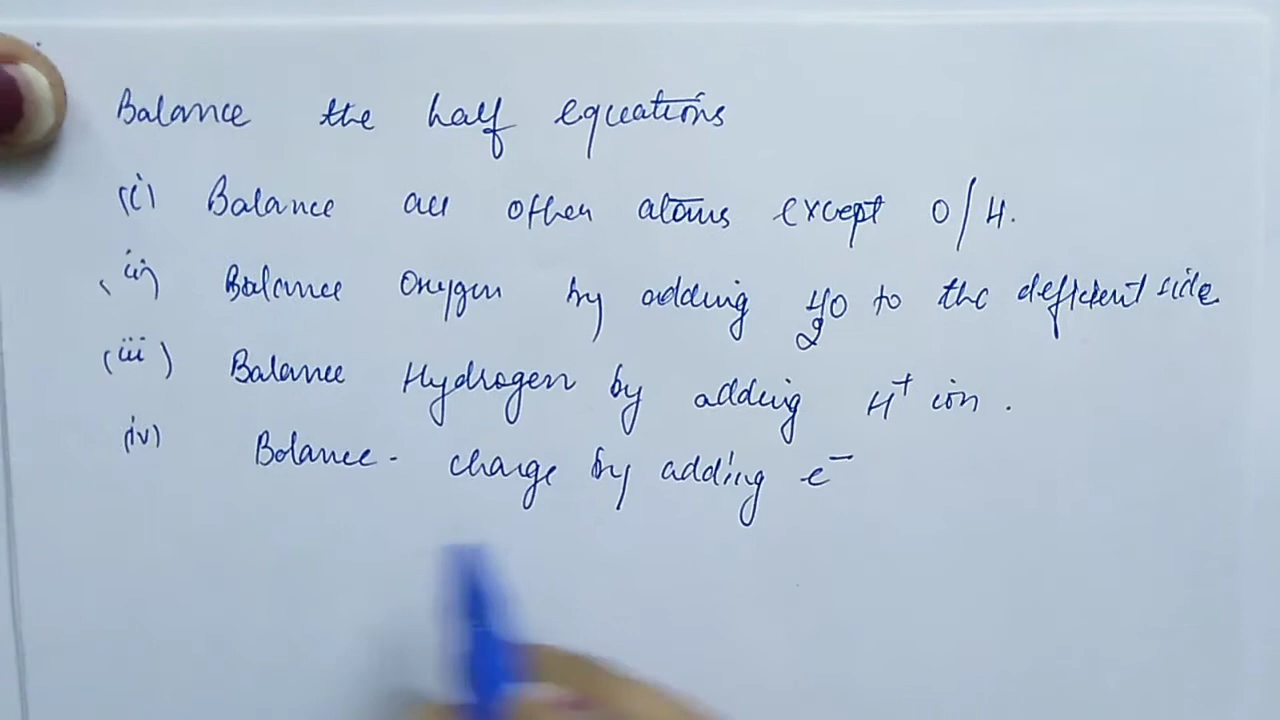 Balance the half equations
(i) Balance all other atoms except O/H.
(ii) Balance Oxygen by adding H2O to the deficient side
(iii) Balance Hydrogen by adding H+ ion.
(iv) Balance - charge by adding e-